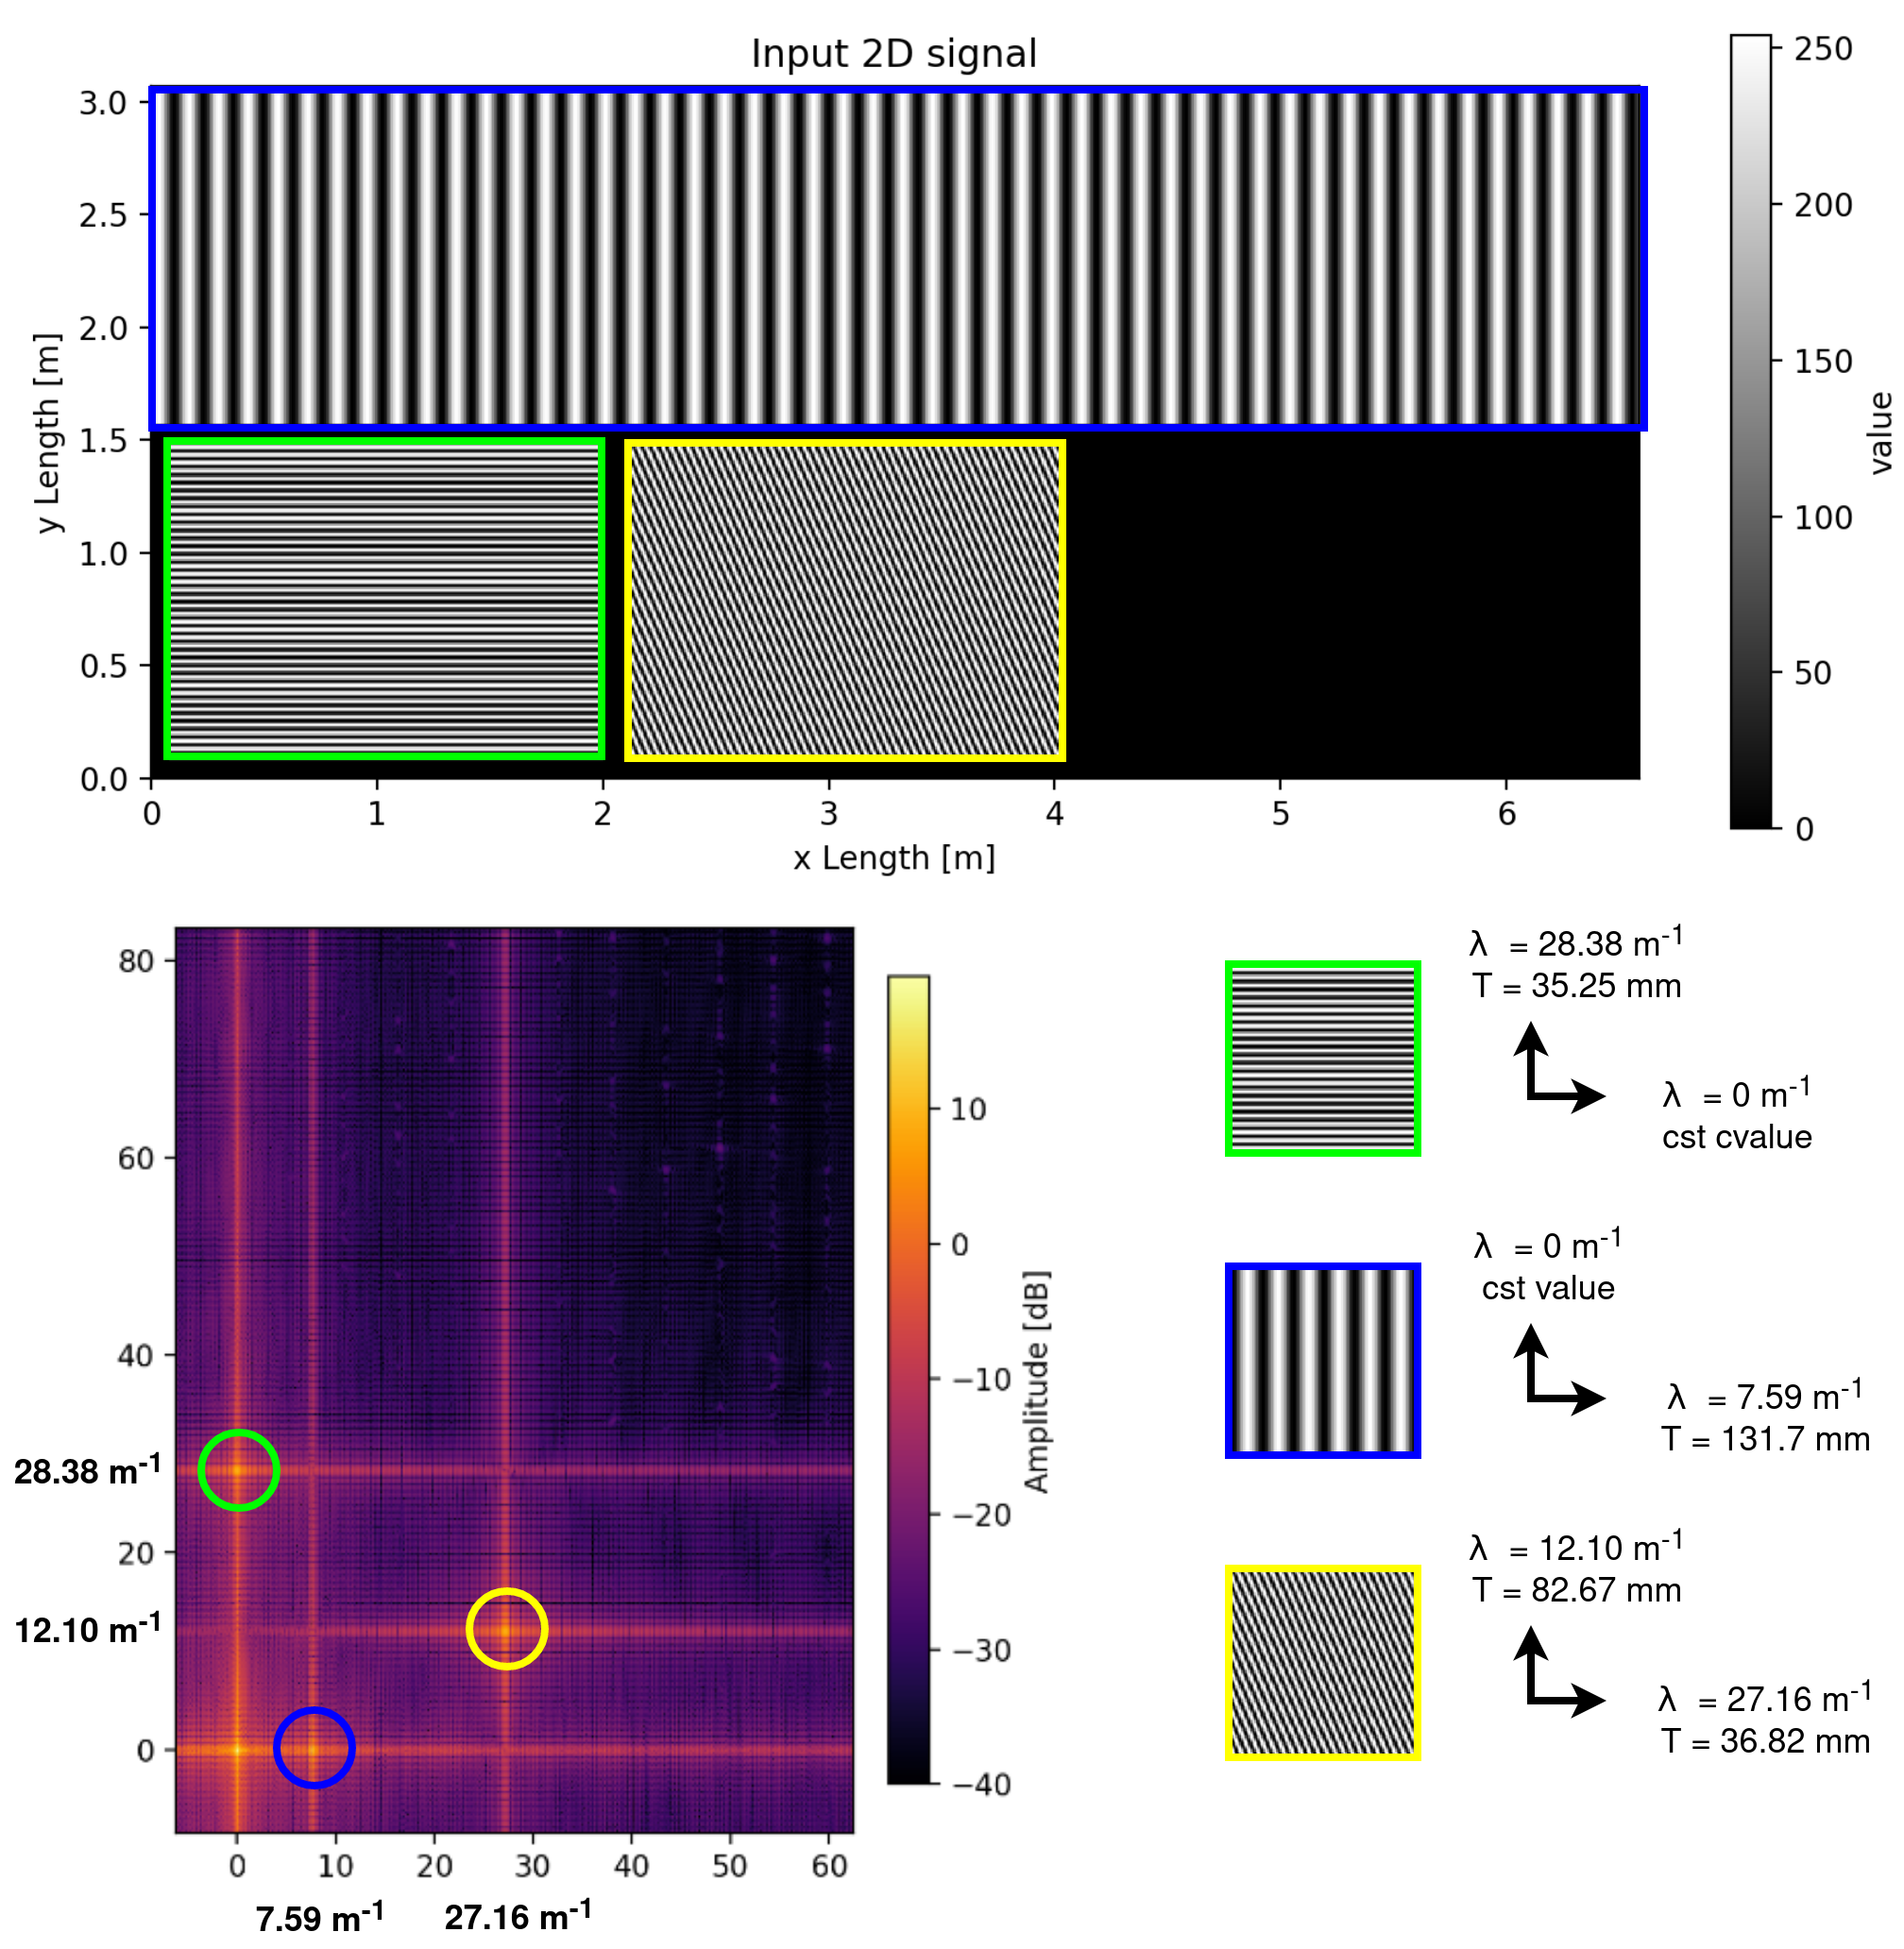 Input 2D signal
3.0
2.5
2.0
1.5
1.0
0.5
0.0
y Length [m]
0 1 2 3 4 5 6
x Length [m]
250
200
150
100
50
0
value
80
60
40
28.38 m⁻¹
20
12.10 m⁻¹
0
0 10 20 30 40 50 60
7.59 m⁻¹ 27.16 m⁻¹
10
0
−10
−20
−30
−40
Amplitude [dB]
λ = 28.38 m⁻¹
T = 35.25 mm
λ = 0 m⁻¹
cst cvalue
λ = 0 m⁻¹
cst value
λ = 7.59 m⁻¹
T = 131.7 mm
λ = 12.10 m⁻¹
T = 82.67 mm
λ = 27.16 m⁻¹
T = 36.82 mm